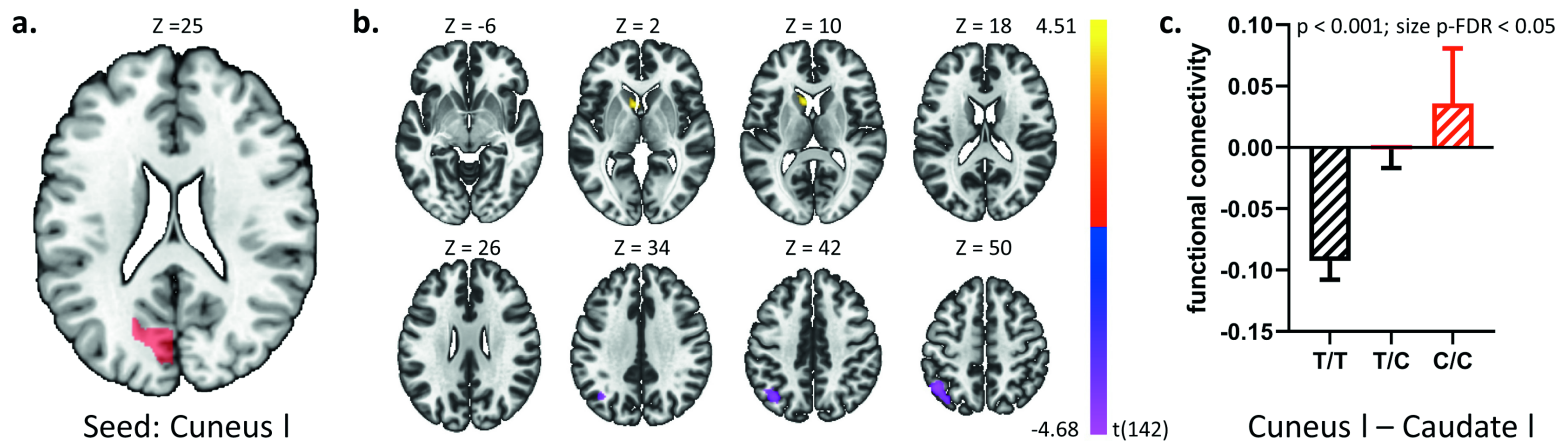 a.
Z =25
Seed: Cuneus l
b.
Z = -6
Z = 2
Z = 10
Z = 18
4.51
Z = 26
Z = 34
Z = 42
Z = 50
-4.68
t(142)
c.
p < 0.001; size p-FDR < 0.05
functional connectivity
0.10
0.05
0.00
-0.05
-0.10
-0.15
T/T T/C C/C
Cuneus l – Caudate l